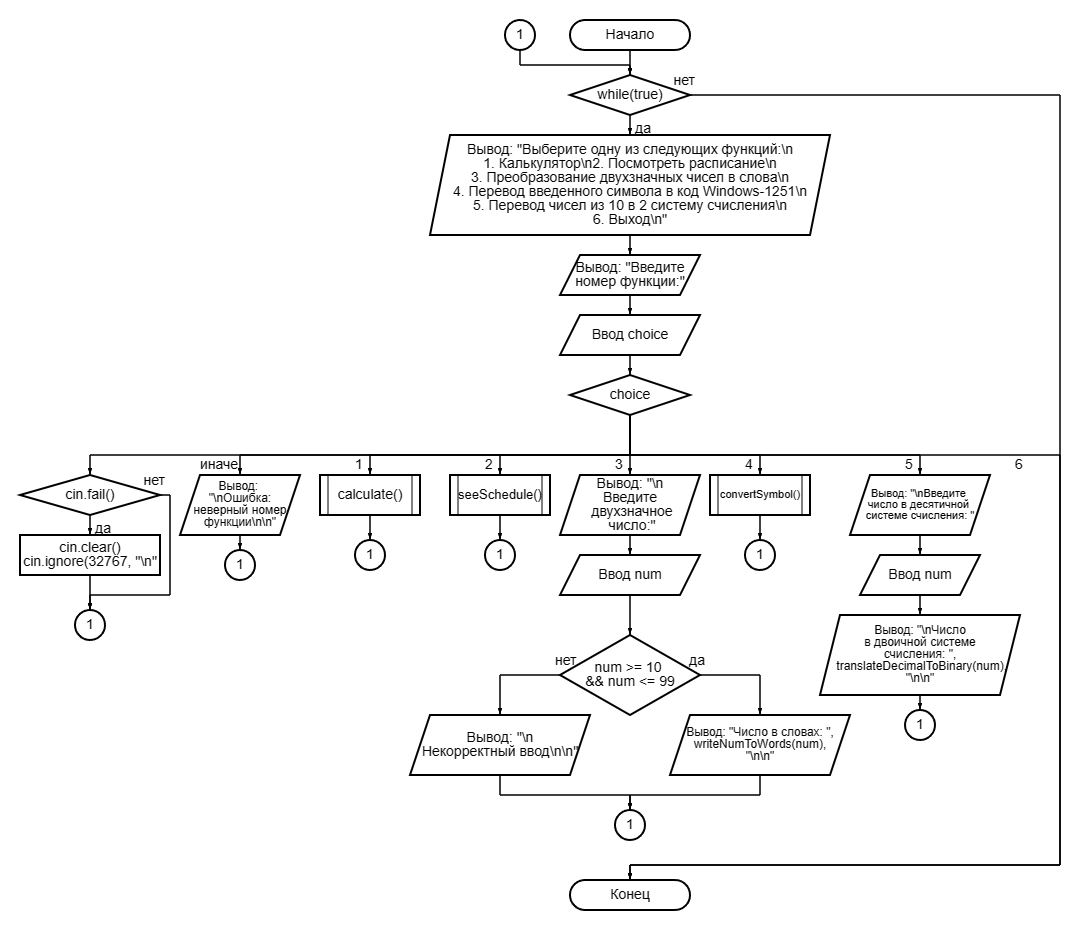 1
Начало
while(true)
нет
да
Вывод: "Выберите одну из следующих функций:\n
1. Калькулятор\n2. Посмотреть расписание\n
3. Преобразование двухзначных чисел в слова\n
4. Перевод введенного символа в код Windows-1251\n
5. Перевод чисел из 10 в 2 систему счисления\n
6. Выход\n"
Вывод: "Введите
номер функции:"
Ввод choice
choice
cin.fail()
нет
да
cin.clear()
cin.ignore(32767, "\n"
1
иначе
Вывод:
"\nОшибка:
неверный номер
функции\n\n"
1
1
calculate()
1
2
seeSchedule()
1
3
Вывод: "\n
Введите
двухзначное
число:"
Ввод num
num >= 10
&& num <= 99
нет
да
Вывод: "\n
Некорректный ввод\n\n"
Вывод: "Число в словах: ",
writeNumToWords(num),
"\n\n"
1
4
convertSymbol()
1
5
Вывод: "\nВведите
число в десятичной
системе счисления: "
Ввод num
Вывод: "\nЧисло
в двоичной системе
счисления: ",
translateDecimalToBinary(num)
"\n\n"
1
6
Конец